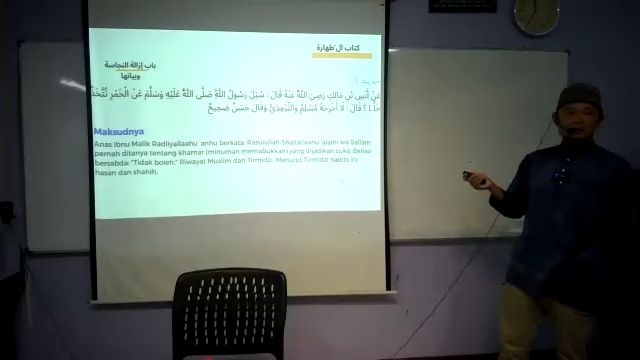 كتاب الطهارة
باب إزالة النجاسة
وبيانها
حديث ١
عَنْ أَنَسِ بْنِ مَالِكٍ رَضِيَ اللَّهُ عَنْهُ قَالَ : سُئِلَ رَسُولُ اللَّهِ صَلَّى اللَّهُ عَلَيْهِ وَسَلَّمَ عَنْ الْخَمْرِ تُتَّخَذُ
خَلًّا ؟ قَالَ : لَا أَخْرَجَهُ مُسْلِمٌ وَالتِّرْمِذِيُّ وَقَالَ حَسَنٌ صَحِيحٌ
Maksudnya
Anas Ibnu Malik Radliyallaahu 'anhu berkata: Rasulullah Shallallaahu 'alaihi wa Sallam
pernah ditanya tentang khamar (minuman memabukkan) yang dijadikan cuka. Beliau
bersabda: "Tidak boleh." Riwayat Muslim dan Tirmidzi. Menurut Tirmidzi hadits ini
hasan dan shahih.